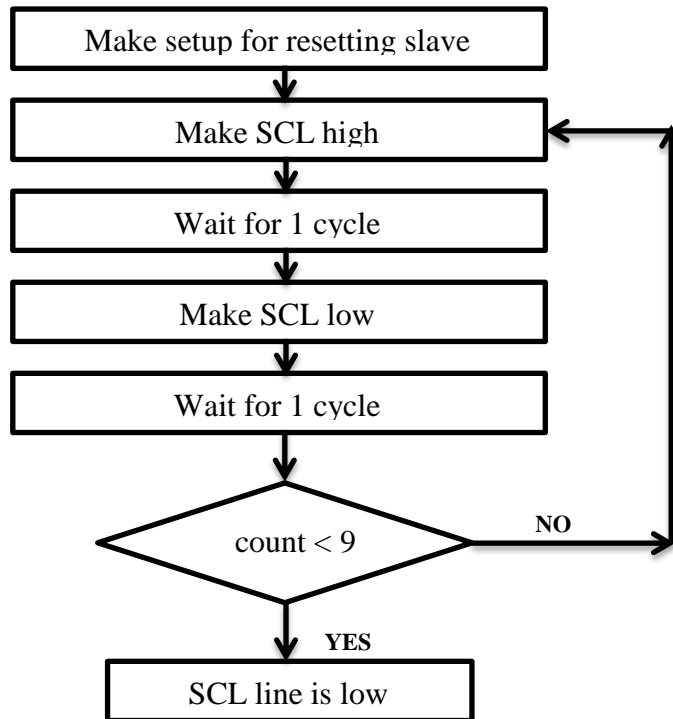 Make setup for resetting slave
Make SCL high
Wait for 1 cycle
Make SCL low
Wait for 1 cycle
count < 9
NO
YES
SCL line is low